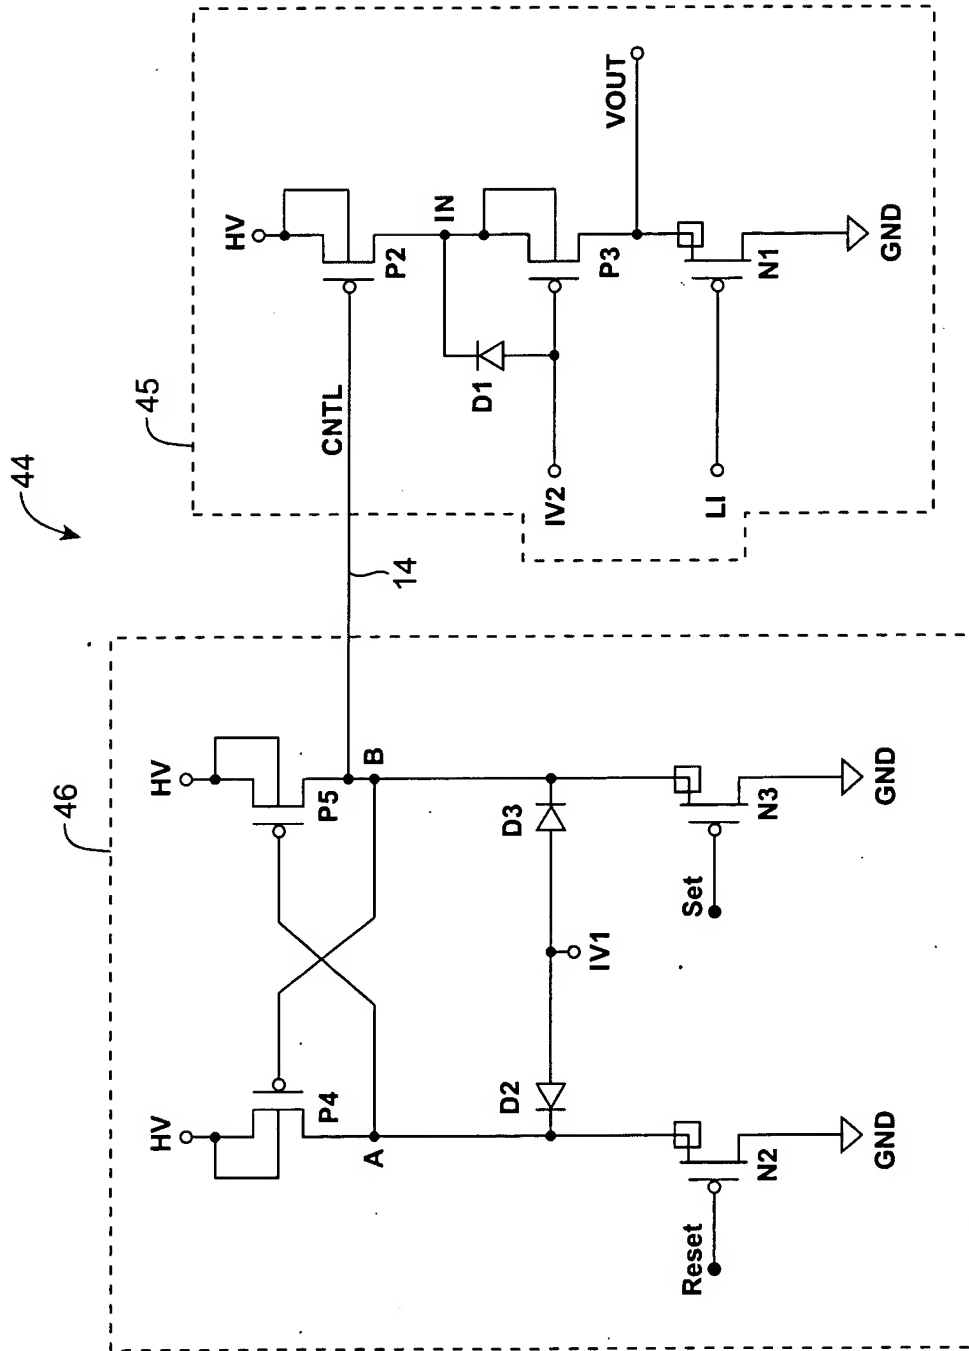 44
46
HV
HV
P4
P5
A
B
D2
D3
IV1
Reset
Set
N2
N3
GND
GND
14
45
HV
CNTL
P2
IN
D1
P3
IV2
VOUT
LI
N1
GND